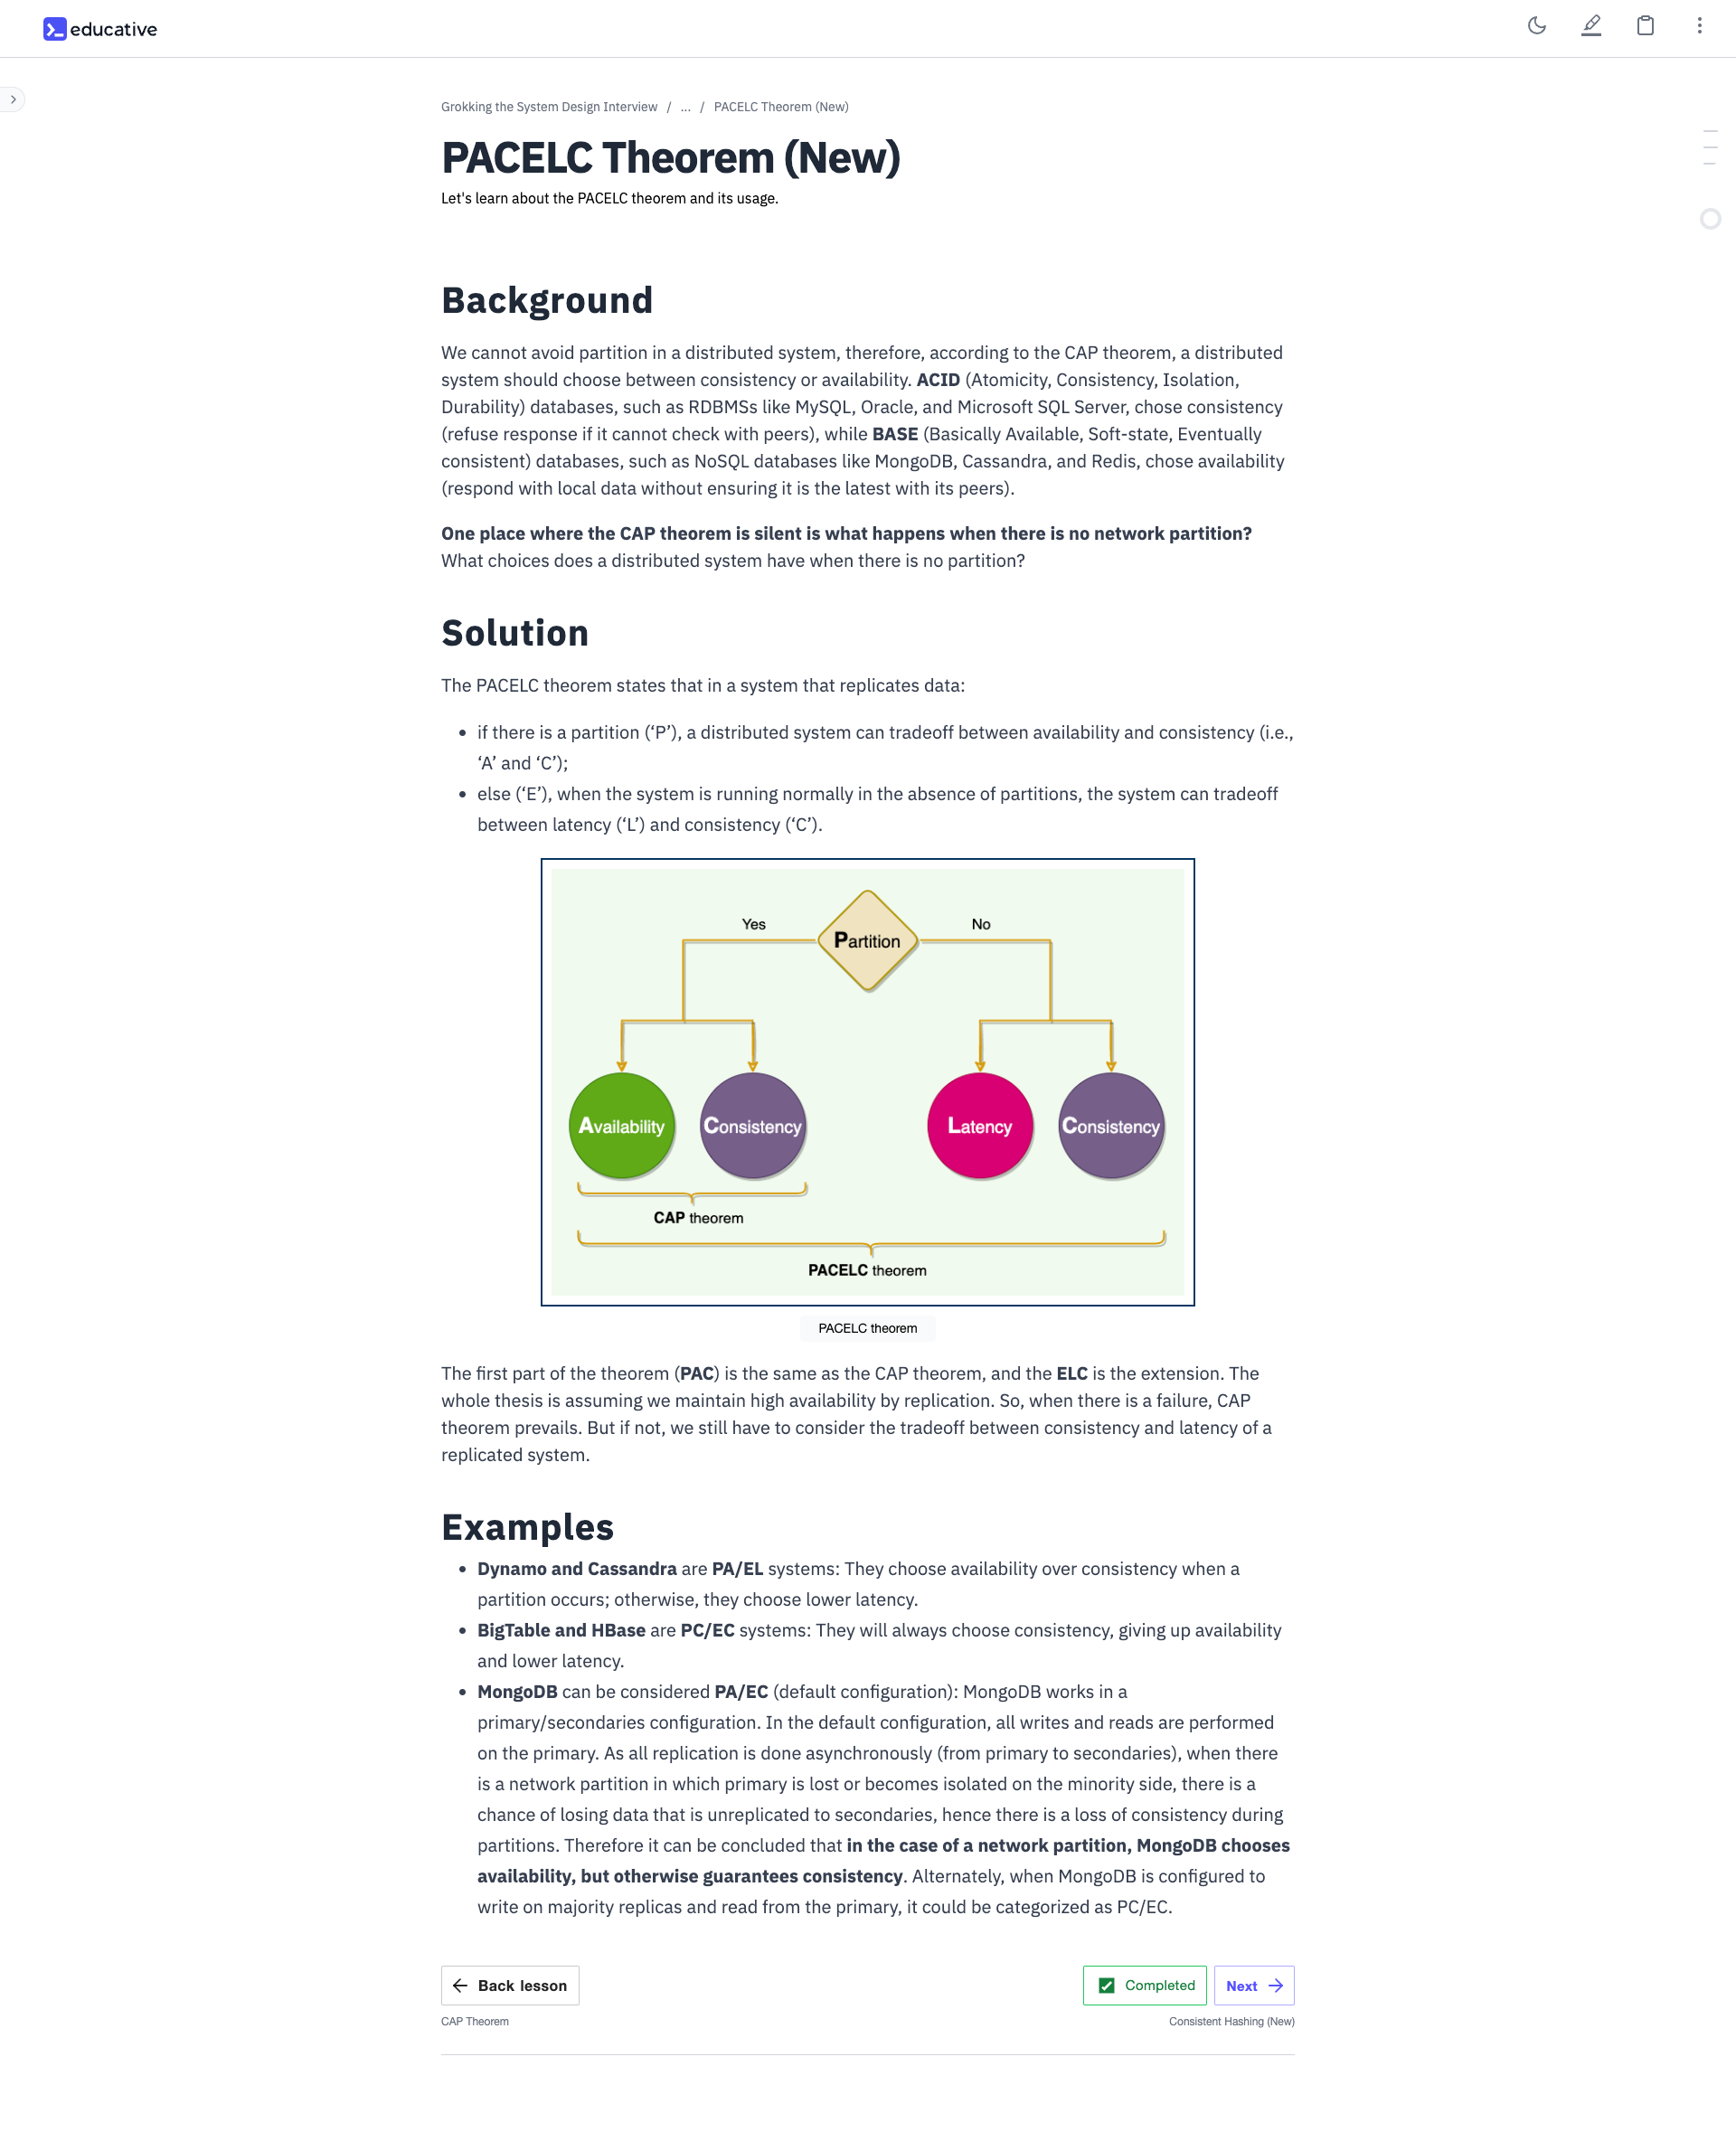 educative
Grokking the System Design Interview / ... / PACELC Theorem (New)
PACELC Theorem (New)
Let's learn about the PACELC theorem and its usage.
Background
We cannot avoid partition in a distributed system, therefore, according to the CAP theorem, a distributed
system should choose between consistency or availability. ACID (Atomicity, Consistency, Isolation,
Durability) databases, such as RDBMSs like MySQL, Oracle, and Microsoft SQL Server, chose consistency
(refuse response if it cannot check with peers), while BASE (Basically Available, Soft-state, Eventually
consistent) databases, such as NoSQL databases like MongoDB, Cassandra, and Redis, chose availability
(respond with local data without ensuring it is the latest with its peers).
One place where the CAP theorem is silent is what happens when there is no network partition?
What choices does a distributed system have when there is no partition?
Solution
The PACELC theorem states that in a system that replicates data:
• if there is a partition (‘P’), a distributed system can tradeoff between availability and consistency (i.e.,
‘A’ and ‘C’);
• else (‘E’), when the system is running normally in the absence of partitions, the system can tradeoff
between latency (‘L’) and consistency (‘C’).
Yes
Partition
No
Availability
Consistency
Latency
Consistency
CAP theorem
PACELC theorem
PACELC theorem
The first part of the theorem (PAC) is the same as the CAP theorem, and the ELC is the extension. The
whole thesis is assuming we maintain high availability by replication. So, when there is a failure, CAP
theorem prevails. But if not, we still have to consider the tradeoff between consistency and latency of a
replicated system.
Examples
• Dynamo and Cassandra are PA/EL systems: They choose availability over consistency when a
partition occurs; otherwise, they choose lower latency.
• BigTable and HBase are PC/EC systems: They will always choose consistency, giving up availability
and lower latency.
• MongoDB can be considered PA/EC (default configuration): MongoDB works in a
primary/secondaries configuration. In the default configuration, all writes and reads are performed
on the primary. As all replication is done asynchronously (from primary to secondaries), when there
is a network partition in which primary is lost or becomes isolated on the minority side, there is a
chance of losing data that is unreplicated to secondaries, hence there is a loss of consistency during
partitions. Therefore it can be concluded that in the case of a network partition, MongoDB chooses
availability, but otherwise guarantees consistency. Alternately, when MongoDB is configured to
write on majority replicas and read from the primary, it could be categorized as PC/EC.
Back lesson
Completed
Next
CAP Theorem
Consistent Hashing (New)